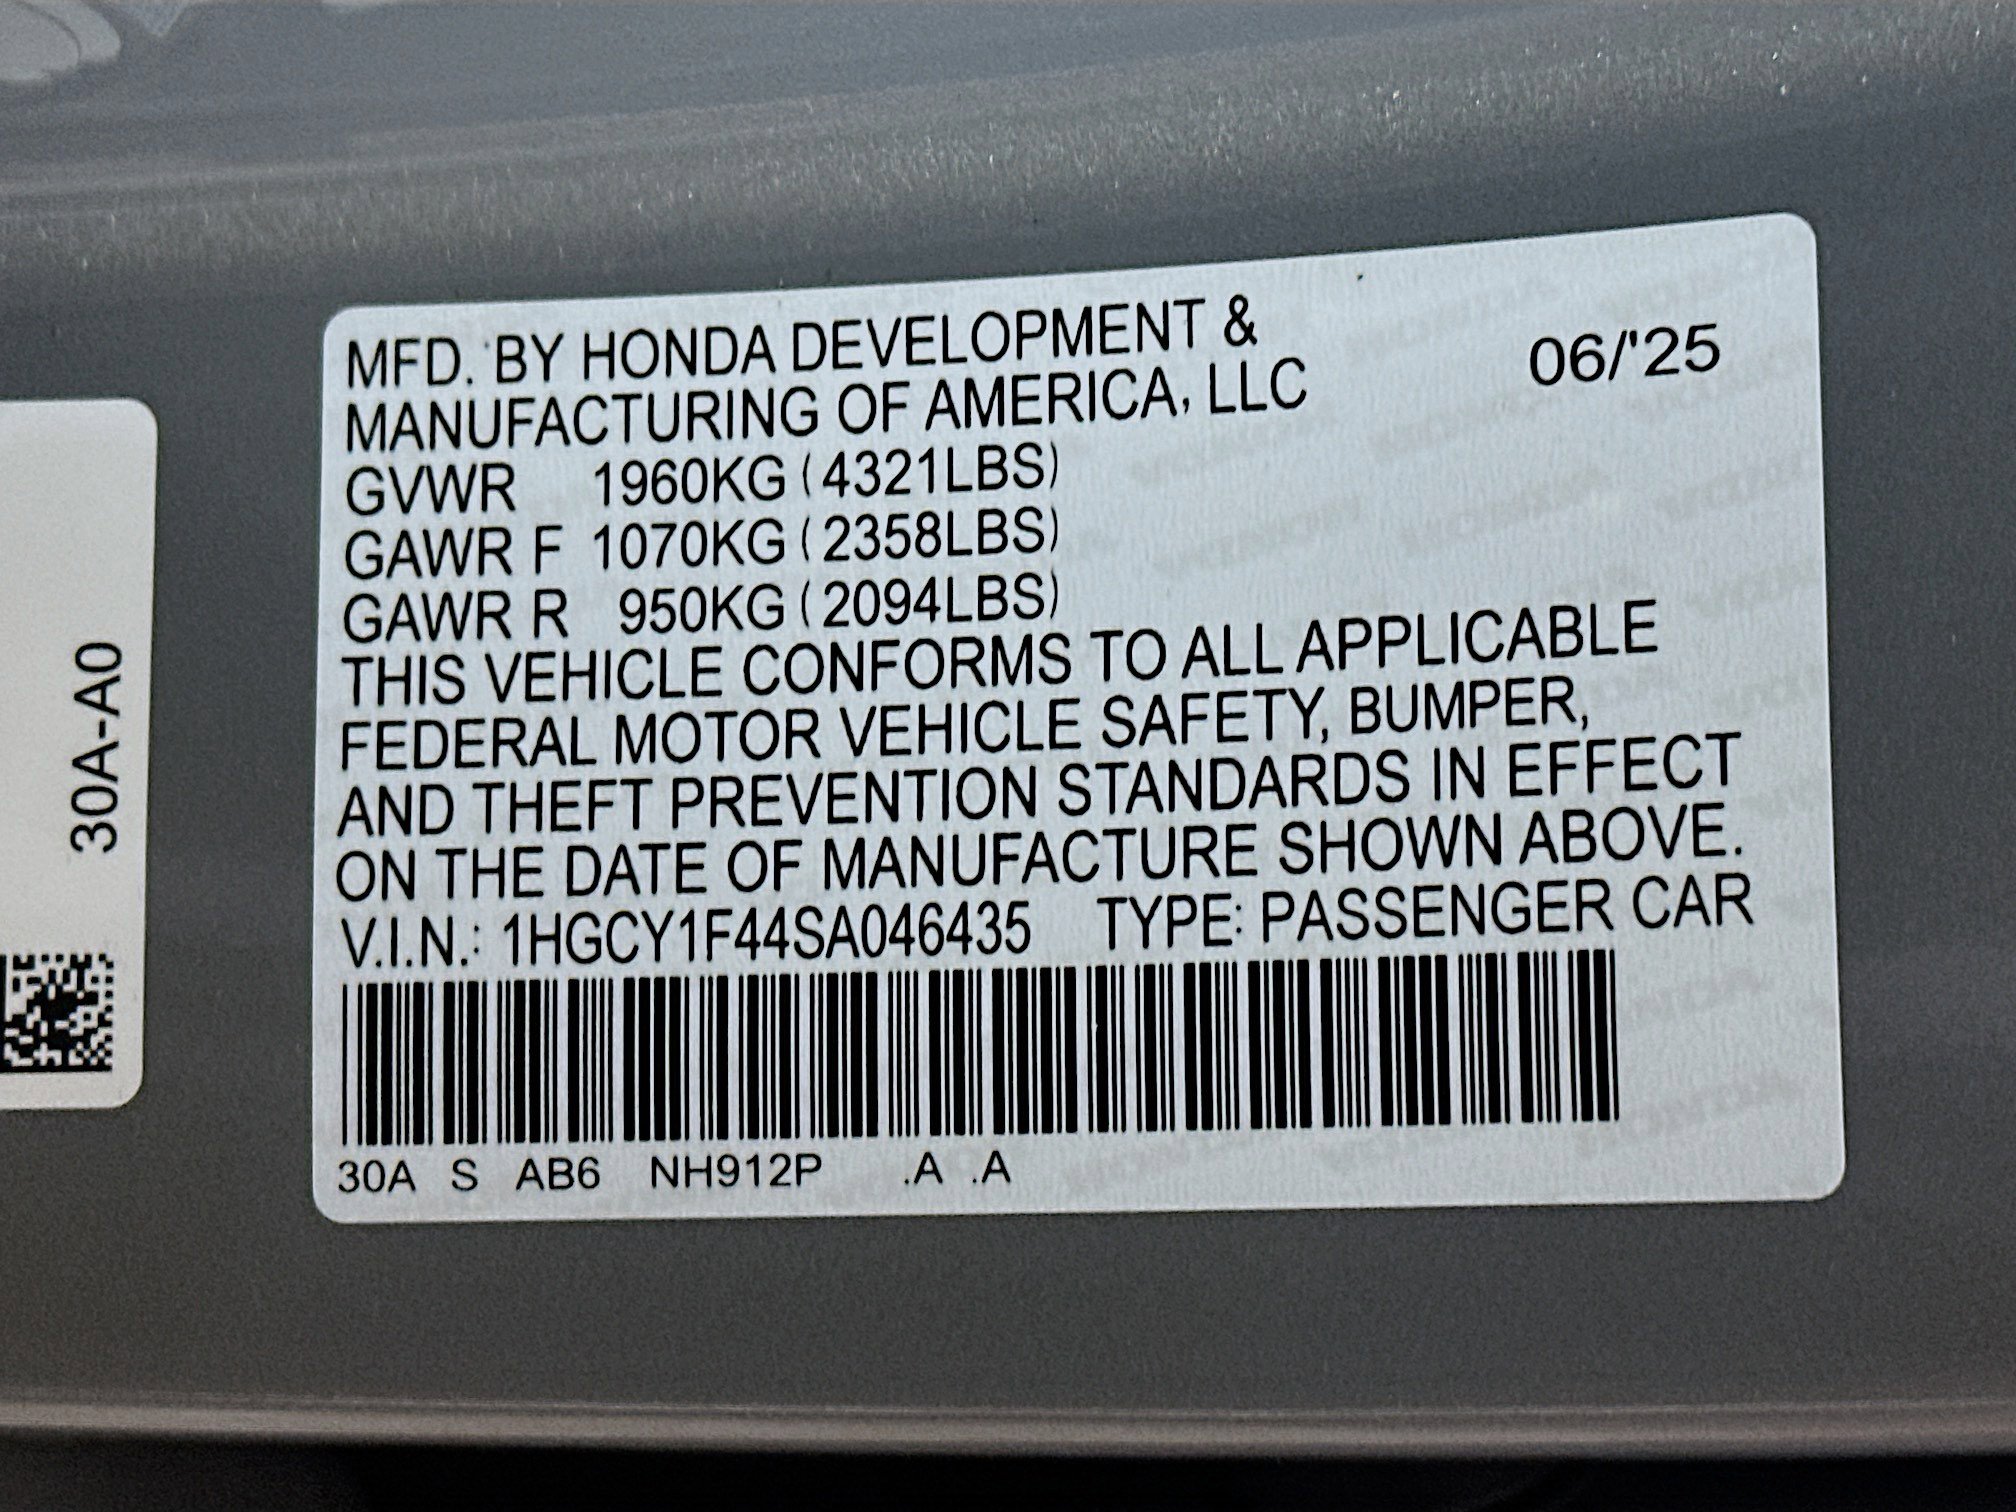 MFD. BY HONDA DEVELOPMENT &
MANUFACTURING OF AMERICA, LLC
06/'25
GVWR 1960KG (4321LBS)
GAWR F 1070KG (2358LBS)
GAWR R 950KG (2094LBS)
THIS VEHICLE CONFORMS TO ALL APPLICABLE
FEDERAL MOTOR VEHICLE SAFETY, BUMPER,
AND THEFT PREVENTION STANDARDS IN EFFECT
ON THE DATE OF MANUFACTURE SHOWN ABOVE.
V.I.N.: 1HGCY1F44SA046435 TYPE: PASSENGER CAR
30A S AB6 NH912P .A .A
30A-A0